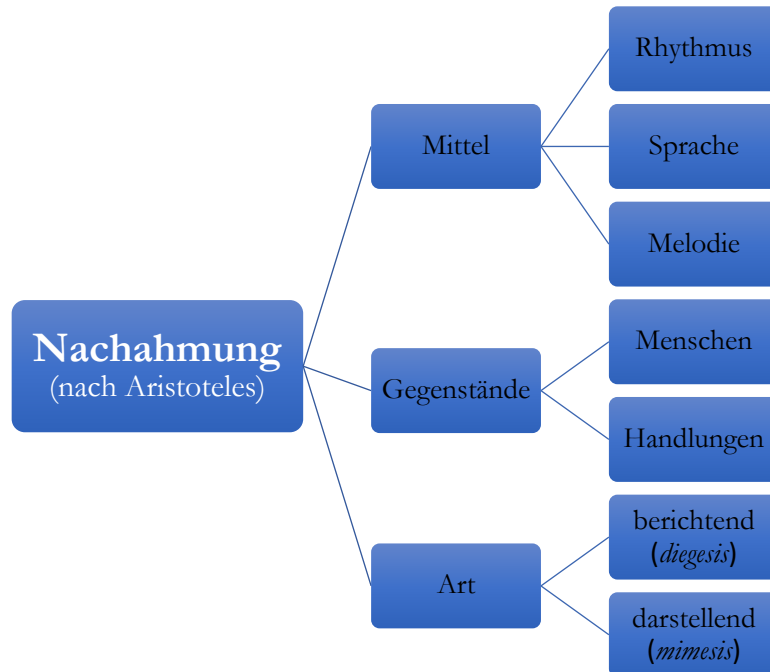 Nachahmung
(nach Aristoteles)
Mittel
Rhythmus
Sprache
Melodie
Gegenstände
Menschen
Handlungen
Art
berichtend
(diegesis)
darstellend
(mimesis)